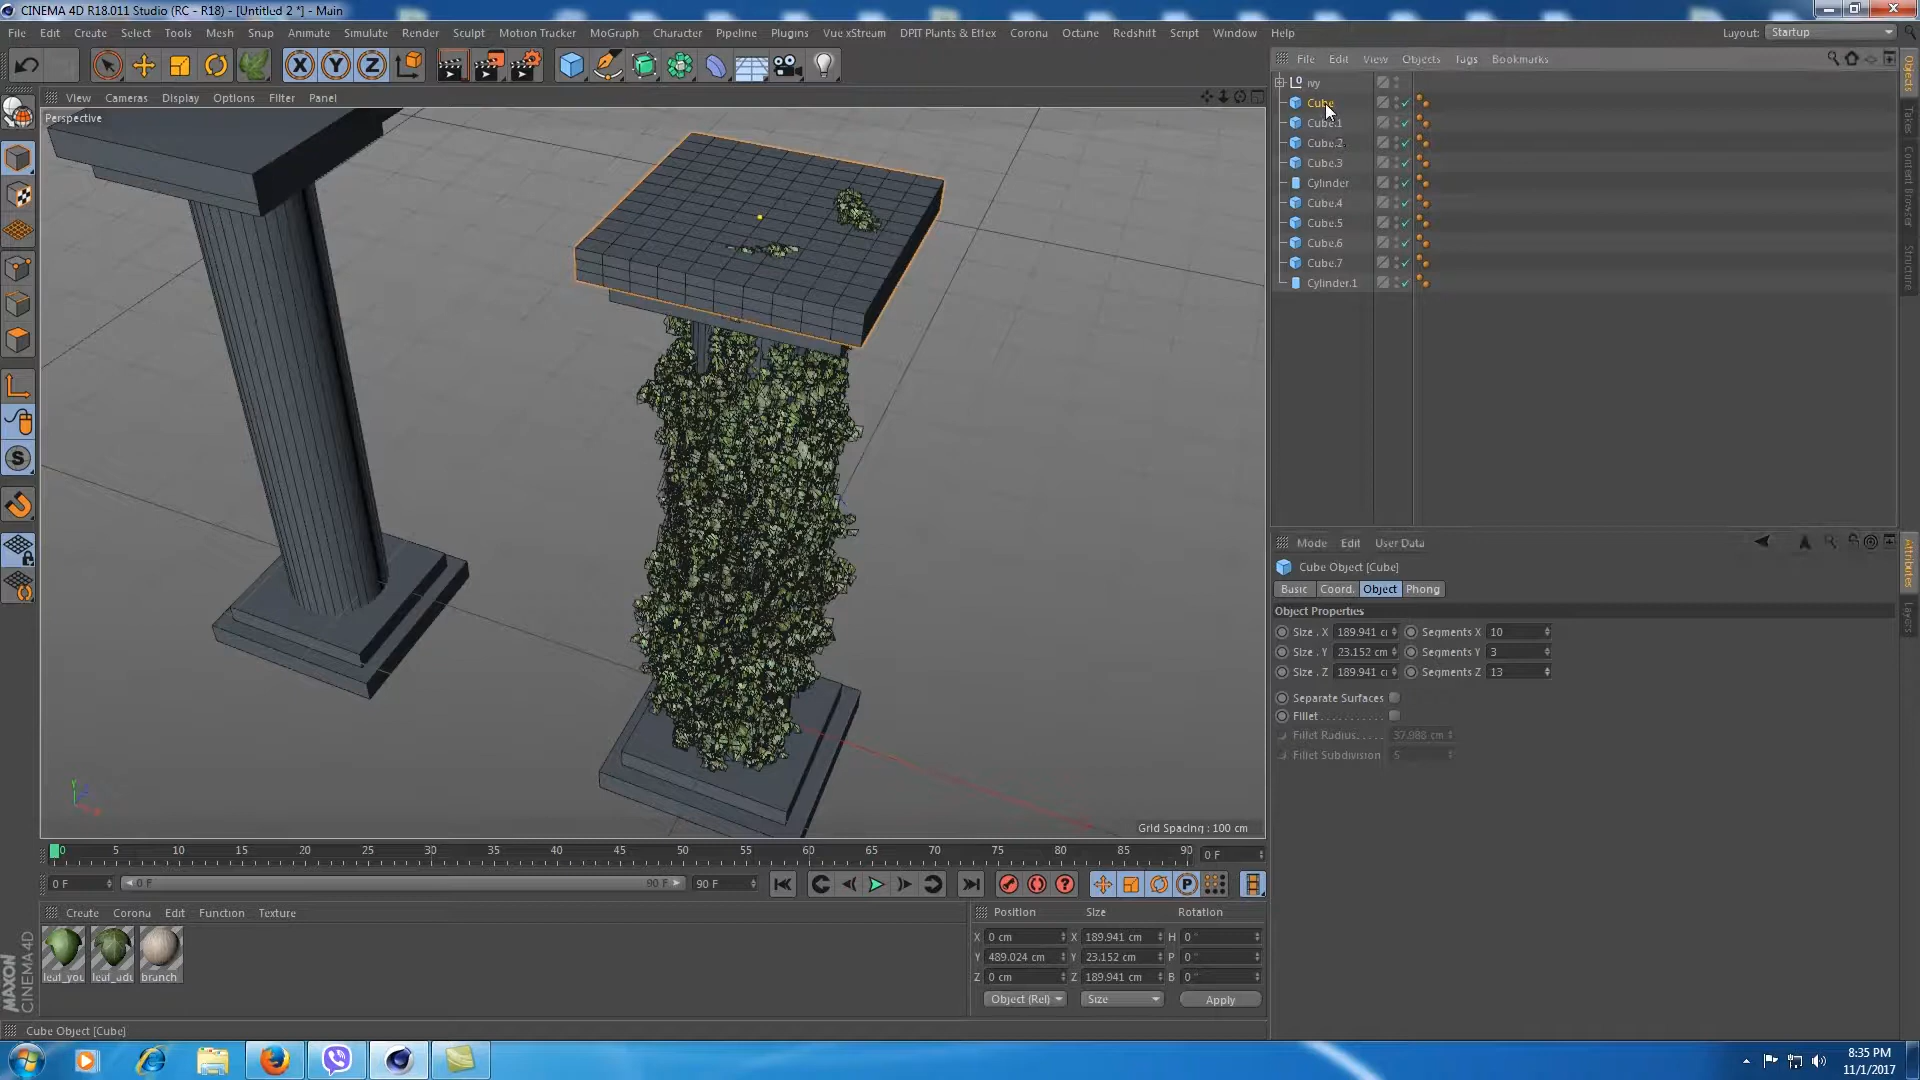 CINEMA 4D R18.011 Studio (RC - R18) - [Untitled 2 *] - Main
File Edit Create Select Tools Mesh Snap Animate Simulate Render Sculpt Motion Tracker MoGraph Character Pipeline Plugins Vue xStream DPIT Plants & Effex Corona Octane Redshift Script Window Help Layout: Startup
X Y Z
File Edit View Objects Tags Bookmarks
View Cameras Display Options Filter Panel
Perspective
ivy
Cube
Cube.1
Cube.2
Cube.3
Cylinder
Cube.4
Cube.5
Cube.6
Cube.7
Cylinder.1
Objects
Takes
Content Browser
Structure
Mode Edit User Data
Cube Object [Cube]
Basic Coord. Object Phong
Object Properties
Size . X 189.941 c Segments X 10
Size . Y 23.152 cm Segments Y 3
Size . Z 189.941 c Segments Z 13
Separate Surfaces
Fillet . . . . . . . . . . .
Fillet Radius. . . . . 37.988 cm
Fillet Subdivision 5
Attributes
Layers
Grid Spacing : 100 cm
0 5 10 15 20 25 30 35 40 45 50 55 60 65 70 75 80 85 90 0 F
0 F 0 F 90 F 90 F
Create Corona Edit Function Texture
leaf_you leaf_adu branch
Position Size Rotation
X 0 cm X 189.941 cm H 0 °
Y 489.024 cm Y 23.152 cm P 0 °
Z 0 cm Z 189.941 cm B 0 °
Object (Rel) Size Apply
MAXON
CINEMA 4D
Cube Object [Cube]
8:35 PM
11/1/2017